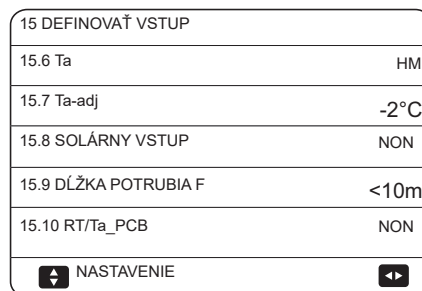 15 DEFINOVAŤ VSTUP
15.6 Ta HM
15.7 Ta-adj -2°C
15.8 SOLÁRNY VSTUP NON
15.9 DĹŽKA POTRUBIA F <10m
15.10 RT/Ta_PCB NON
NASTAVENIE